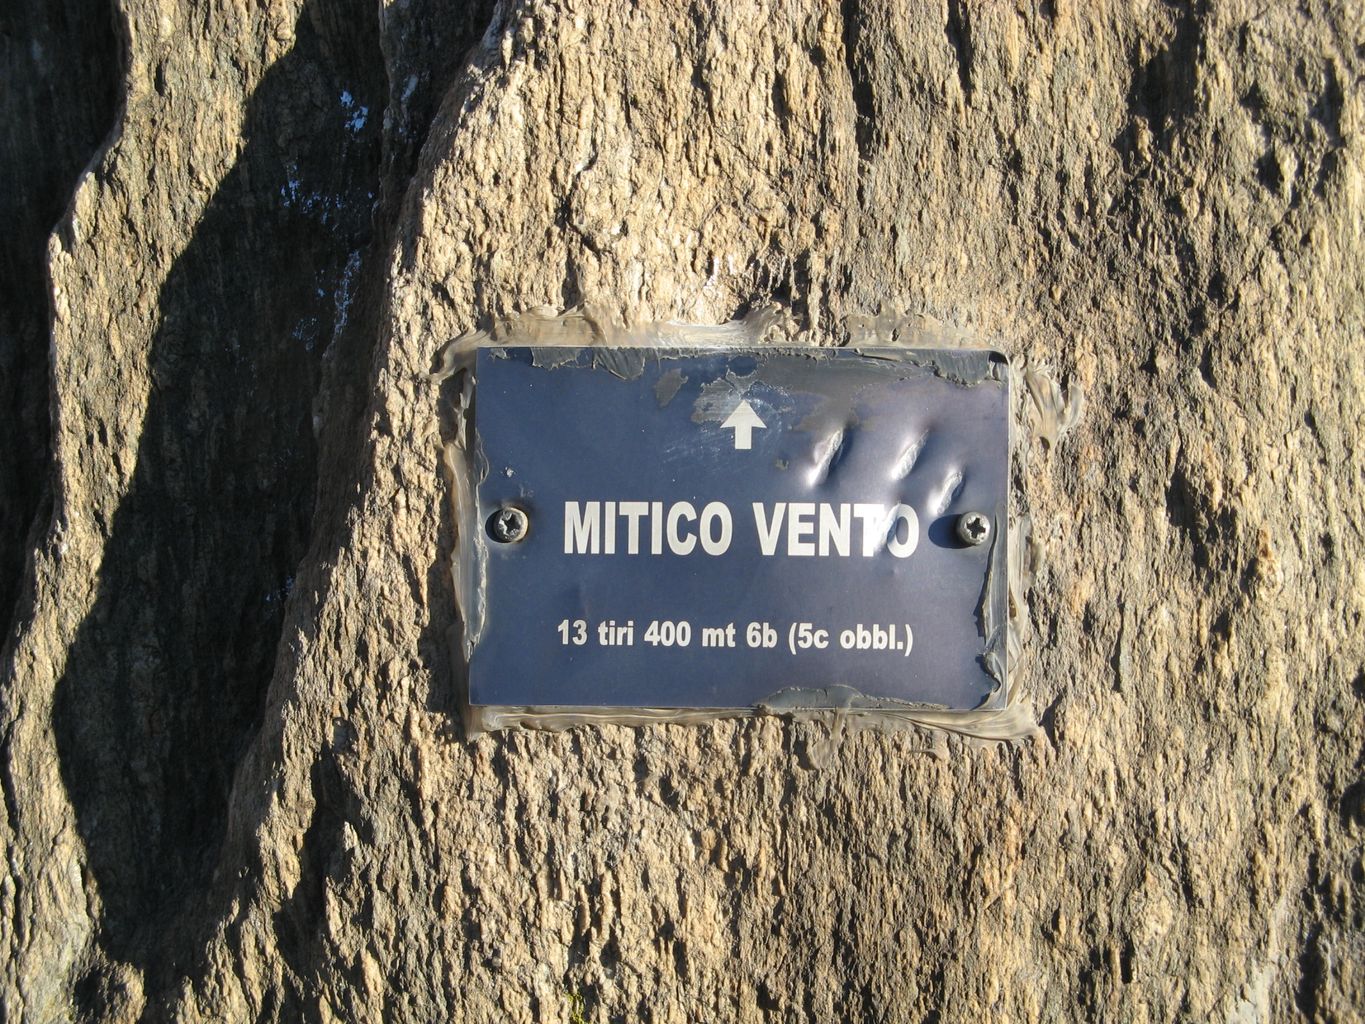 MITICO VENTO
13 tiri 400 mt 6b (5c obbl.)